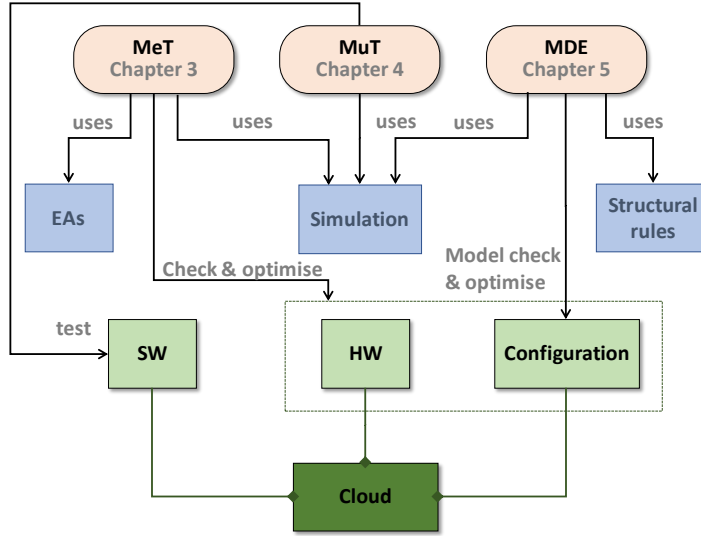 MeT
Chapter 3
MuT
Chapter 4
MDE
Chapter 5
uses
uses
uses
uses
uses
EAs
Simulation
Structural
rules
Check & optimise
Model check
& optimise
test
SW
HW
Configuration
Cloud